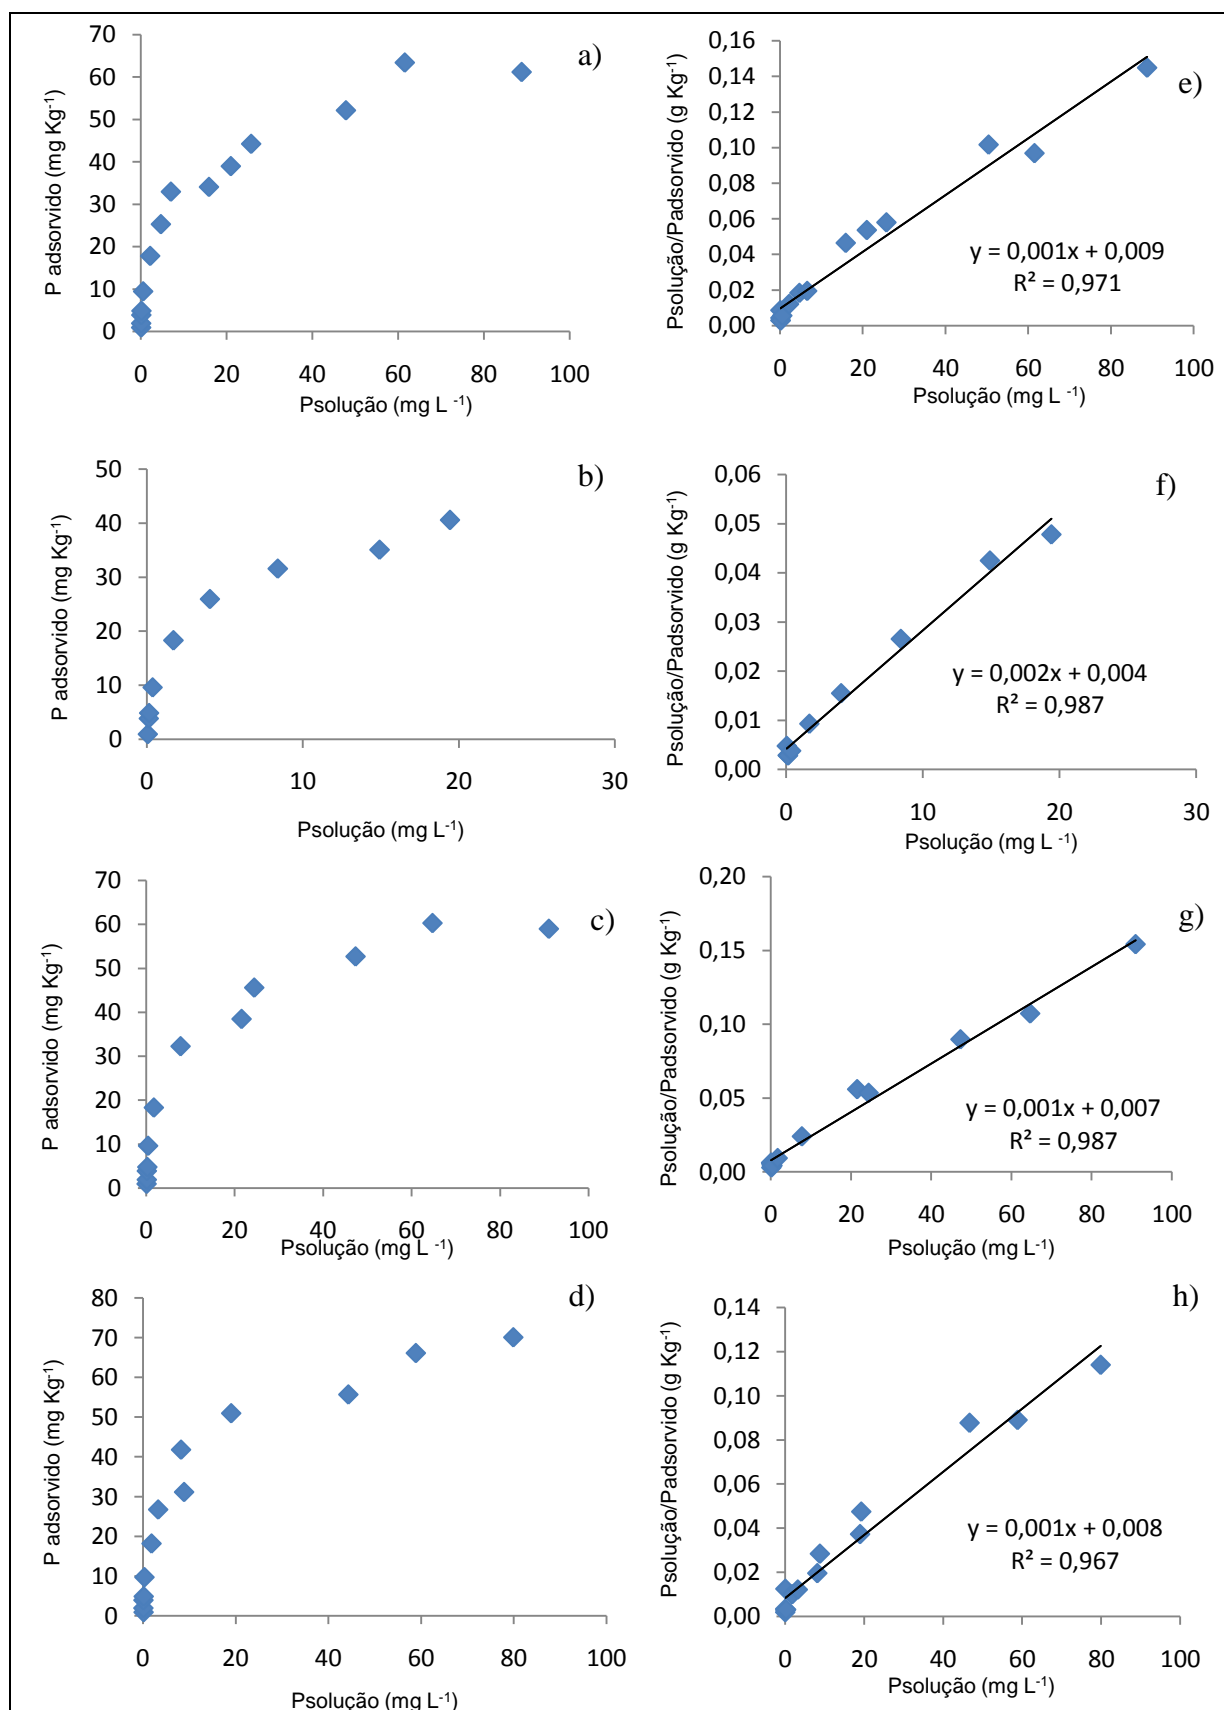 a)
P adsorvido (mg Kg-1)
70
60
50
40
30
20
10
0
0 20 40 60 80 100
Psolução (mg L -1)
e)
Psolução/Padsorvido (g Kg-1)
0,16
0,14
0,12
0,10
0,08
0,06
0,04
0,02
0,00
y = 0,001x + 0,009
R² = 0,971
0 20 40 60 80 100
Psolução (mg L -1)
b)
P adsorvido (mg Kg-1)
50
40
30
20
10
0
0 10 20 30
Psolução (mg L-1)
f)
Psolução/Padsorvido (g Kg-1)
0,06
0,05
0,04
0,03
0,02
0,01
0,00
y = 0,002x + 0,004
R² = 0,987
0 10 20 30
Psolução (mg L -1)
c)
P adsorvido (mg Kg-1)
70
60
50
40
30
20
10
0
0 20 40 60 80 100
Psolução (mg L -1)
g)
Psolução/Padsorvido (g Kg-1)
0,20
0,15
0,10
0,05
0,00
y = 0,001x + 0,007
R² = 0,987
0 20 40 60 80 100
Psolução (mg L-1)
d)
P adsorvido (mg Kg-1)
80
70
60
50
40
30
20
10
0
0 20 40 60 80 100
Psolução (mg L-1)
h)
Psolução/Padsorvido (g Kg-1)
0,14
0,12
0,10
0,08
0,06
0,04
0,02
0,00
y = 0,001x + 0,008
R² = 0,967
0 20 40 60 80 100
Psolução (mg L-1)